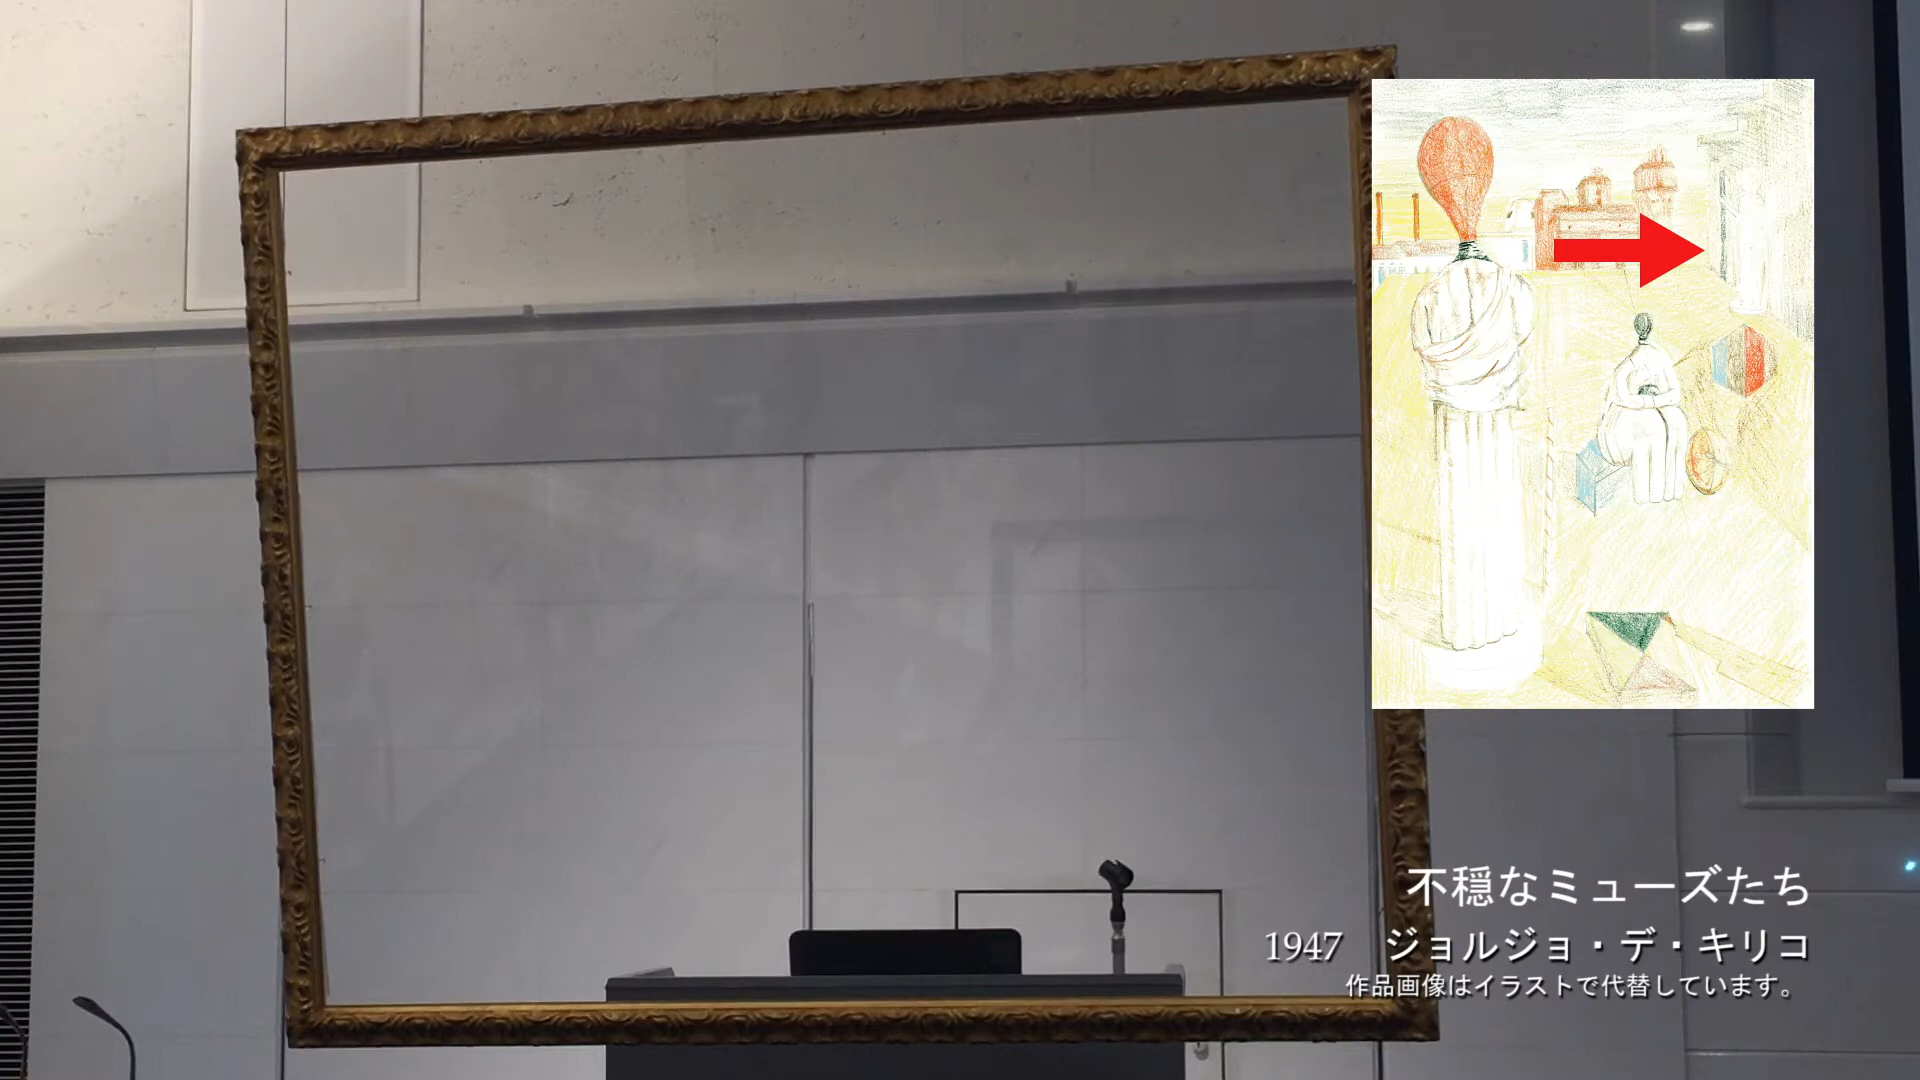 不穏なミューズたち
1947 ジョルジョ・デ・キリコ
作品画像はイラストで代替しています。